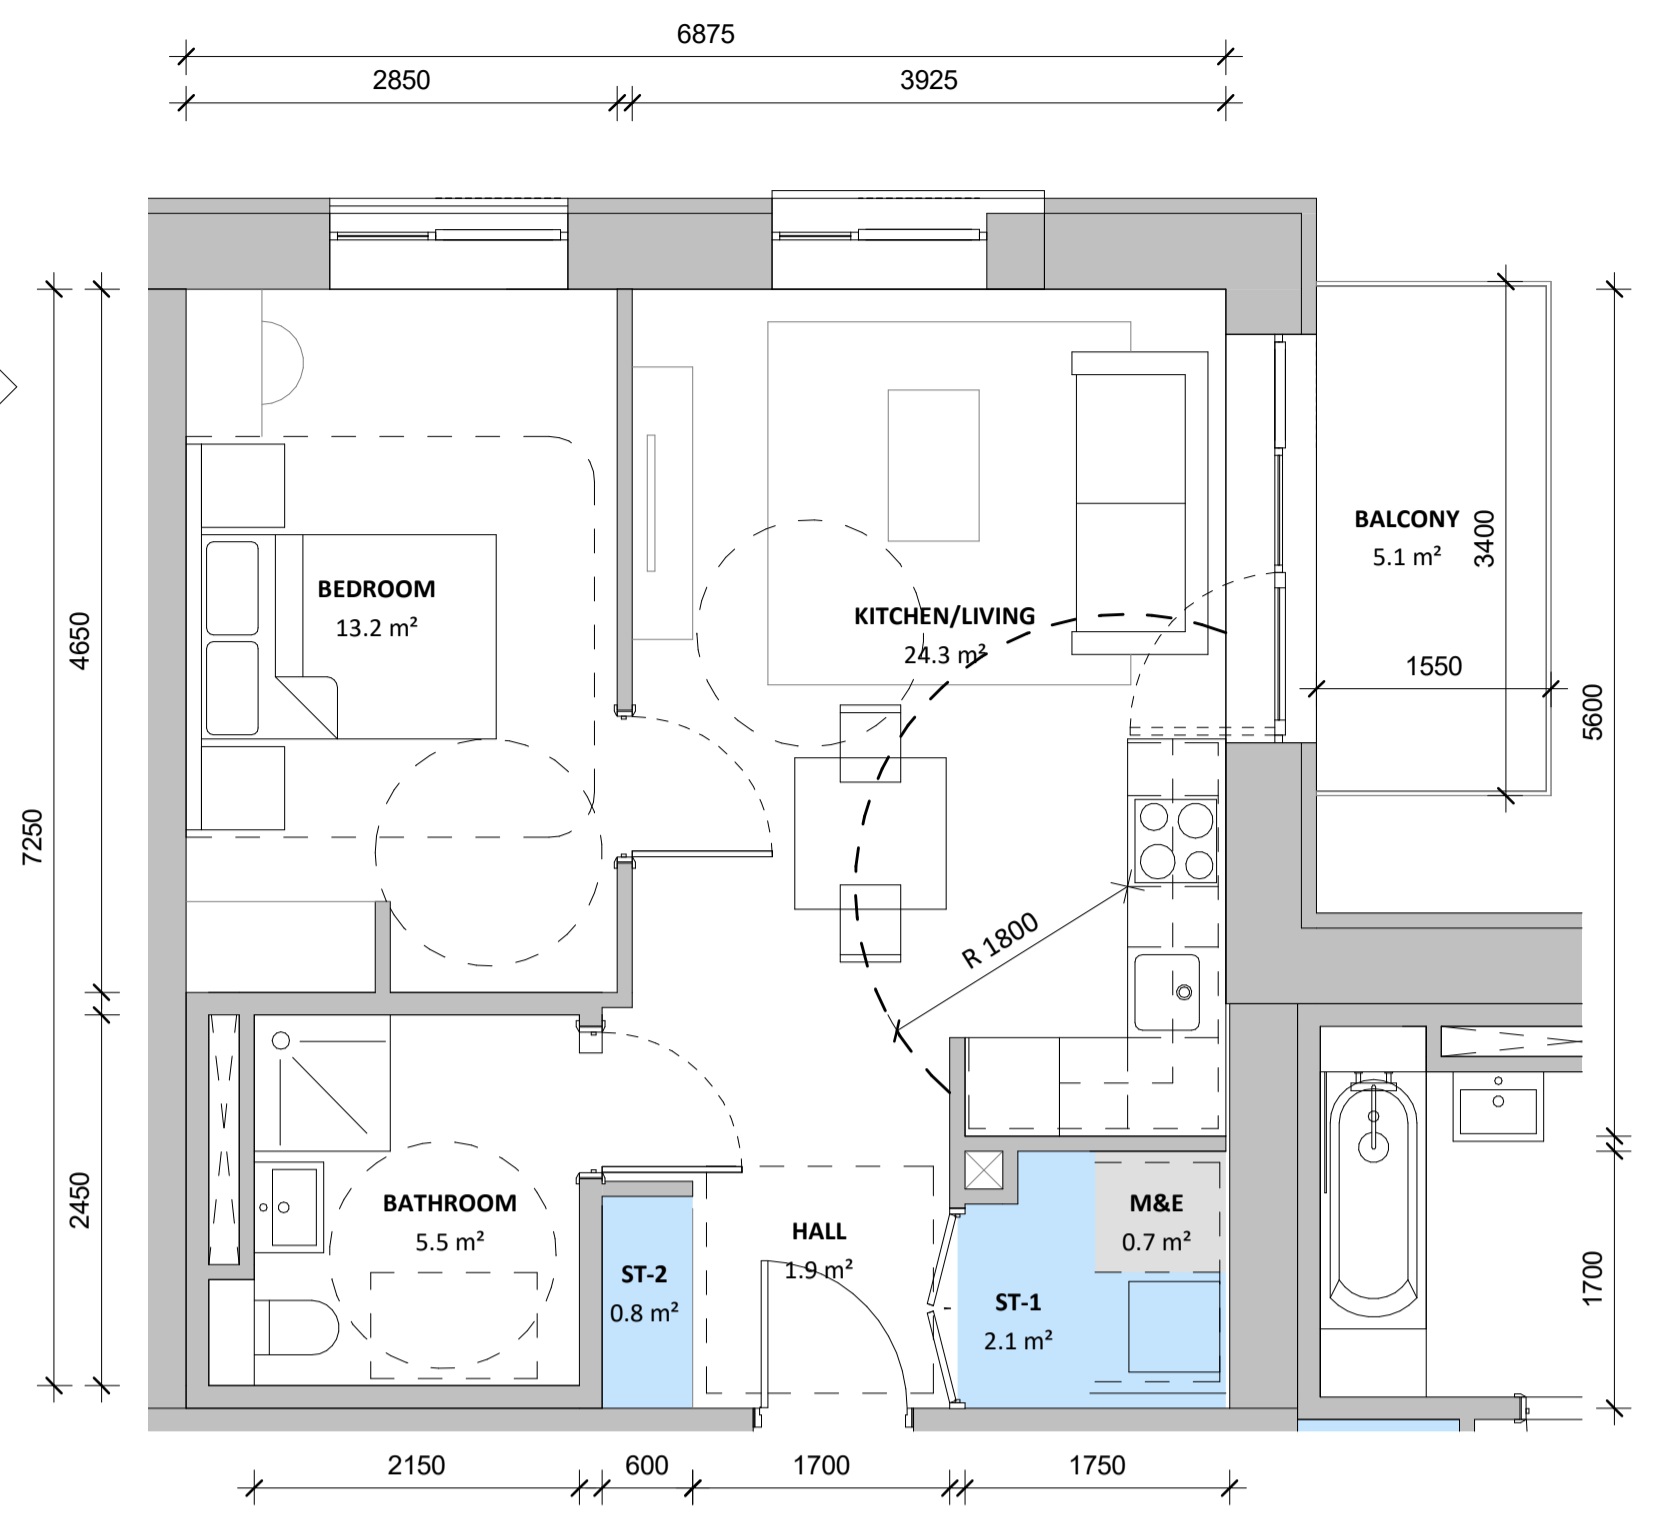 6875
2850
3925
BALCONY
5.1 m²
3400
BEDROOM
13.2 m²
KITCHEN/LIVING
24.3 m²
4650
1550
5600
7250
R 1800
2450
BATHROOM
5.5 m²
HALL
1.9 m²
M&E
0.7 m²
ST-2
0.8 m²
ST-1
2.1 m²
1700
2150
600
1700
1750